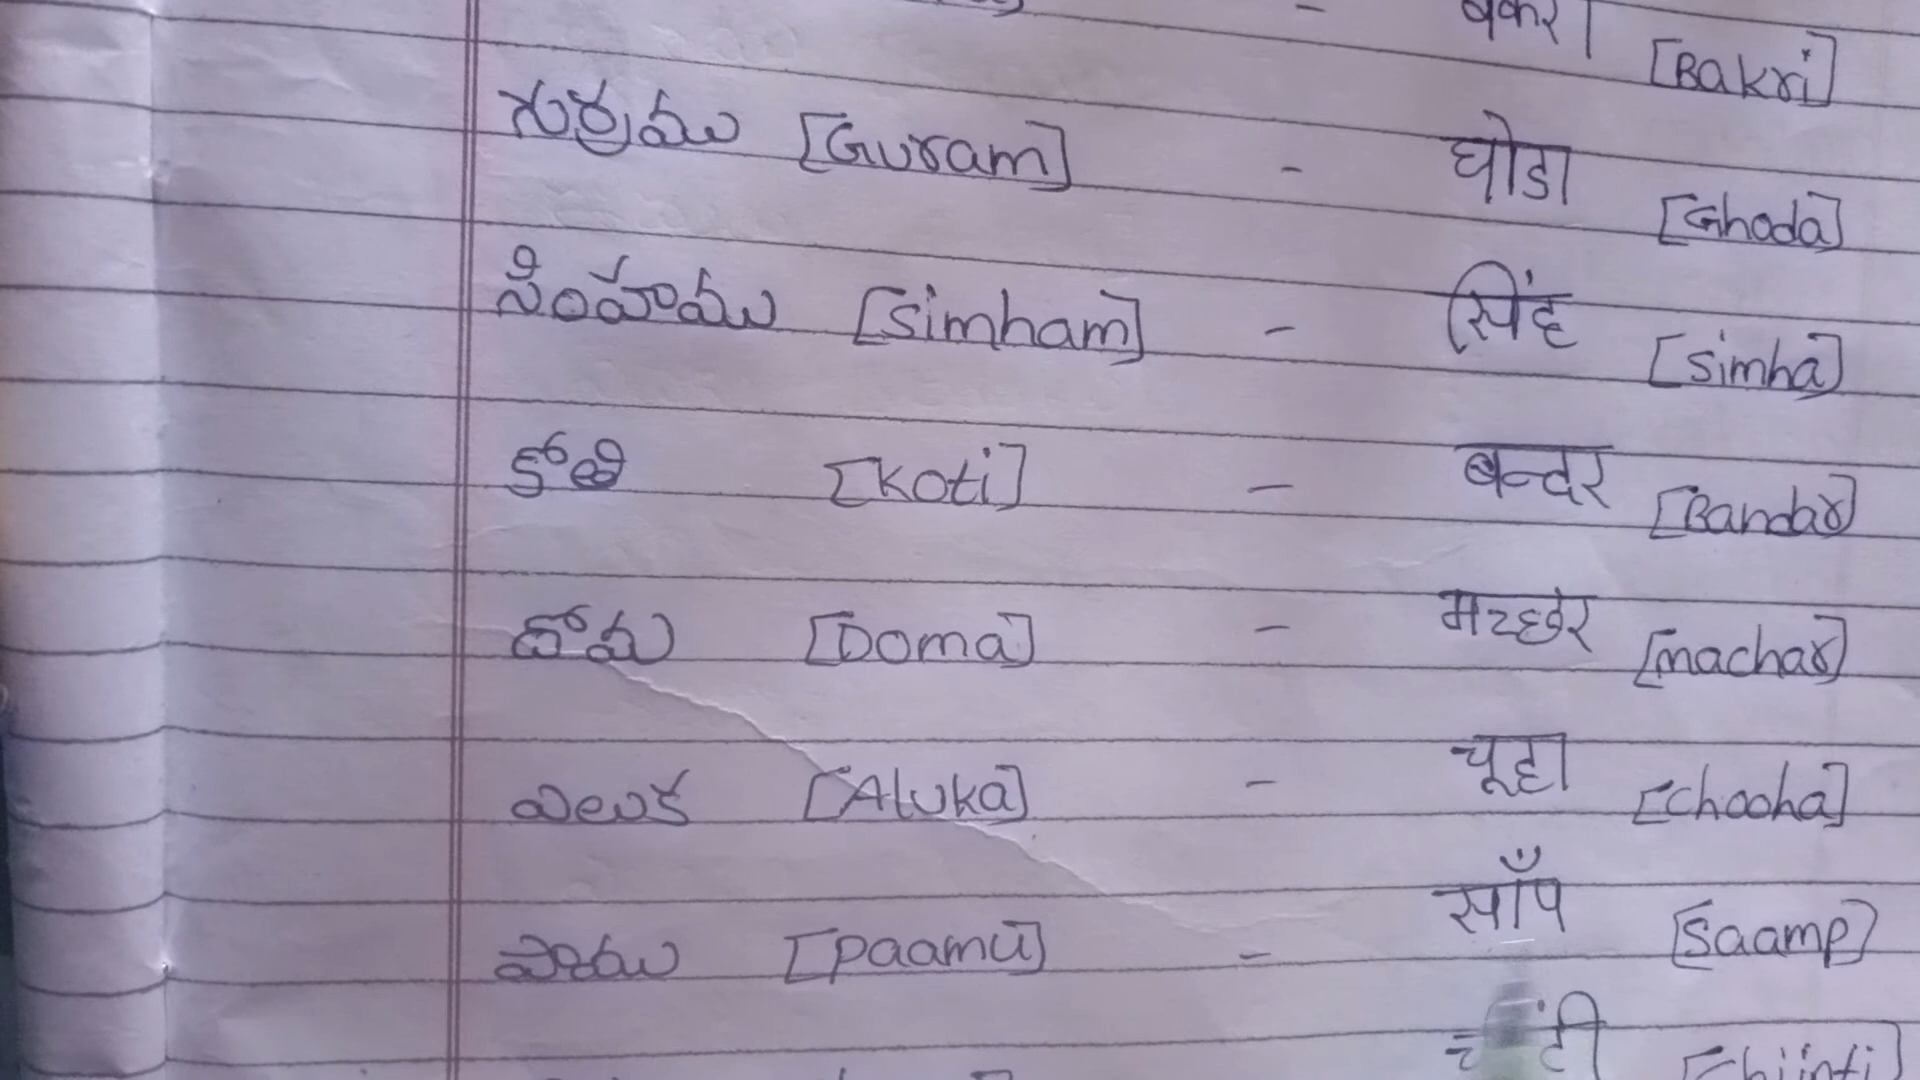 - बकरी [Bakri]
గుర్రము [Guram] - घोडा [Ghoda]
సింహము [Simham] - सिंह [simha]
కోతి [Koti] - बन्दर [Bandar]
దోమ [Doma] - मच्छर [machar]
ఎలుక [Aluka] - चूहा [chooha]
పాము [paamu] - साँप [saamp]